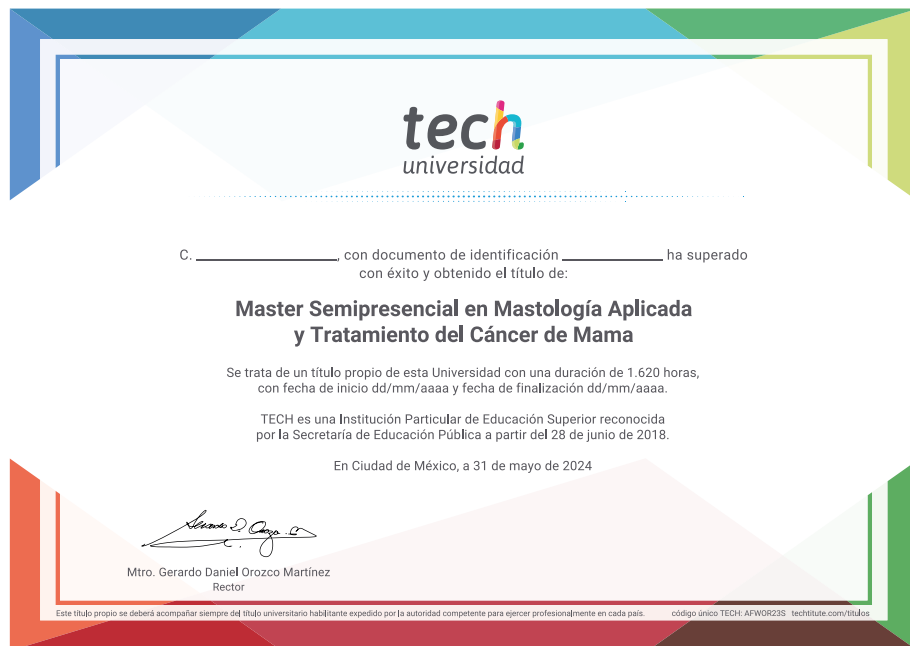 tech
universidad
C. ____________, con documento de identificación ____________ ha superado
con éxito y obtenido el título de:
Master Semipresencial en Mastología Aplicada
y Tratamiento del Cáncer de Mama
Se trata de un título propio de esta Universidad con una duración de 1.620 horas,
con fecha de inicio dd/mm/aaaa y fecha de finalización dd/mm/aaaa.
TECH es una Institución Particular de Educación Superior reconocida
por la Secretaría de Educación Pública a partir del 28 de junio de 2018.
En Ciudad de México, a 31 de mayo de 2024
Mtro. Gerardo Daniel Orozco Martínez
Rector
Este título propio se deberá acompañar siempre del título universitario habilitante expedido por la autoridad competente para ejercer profesionalmente en cada país. código único TECH: AFWOR23S techtitute.com/titulos